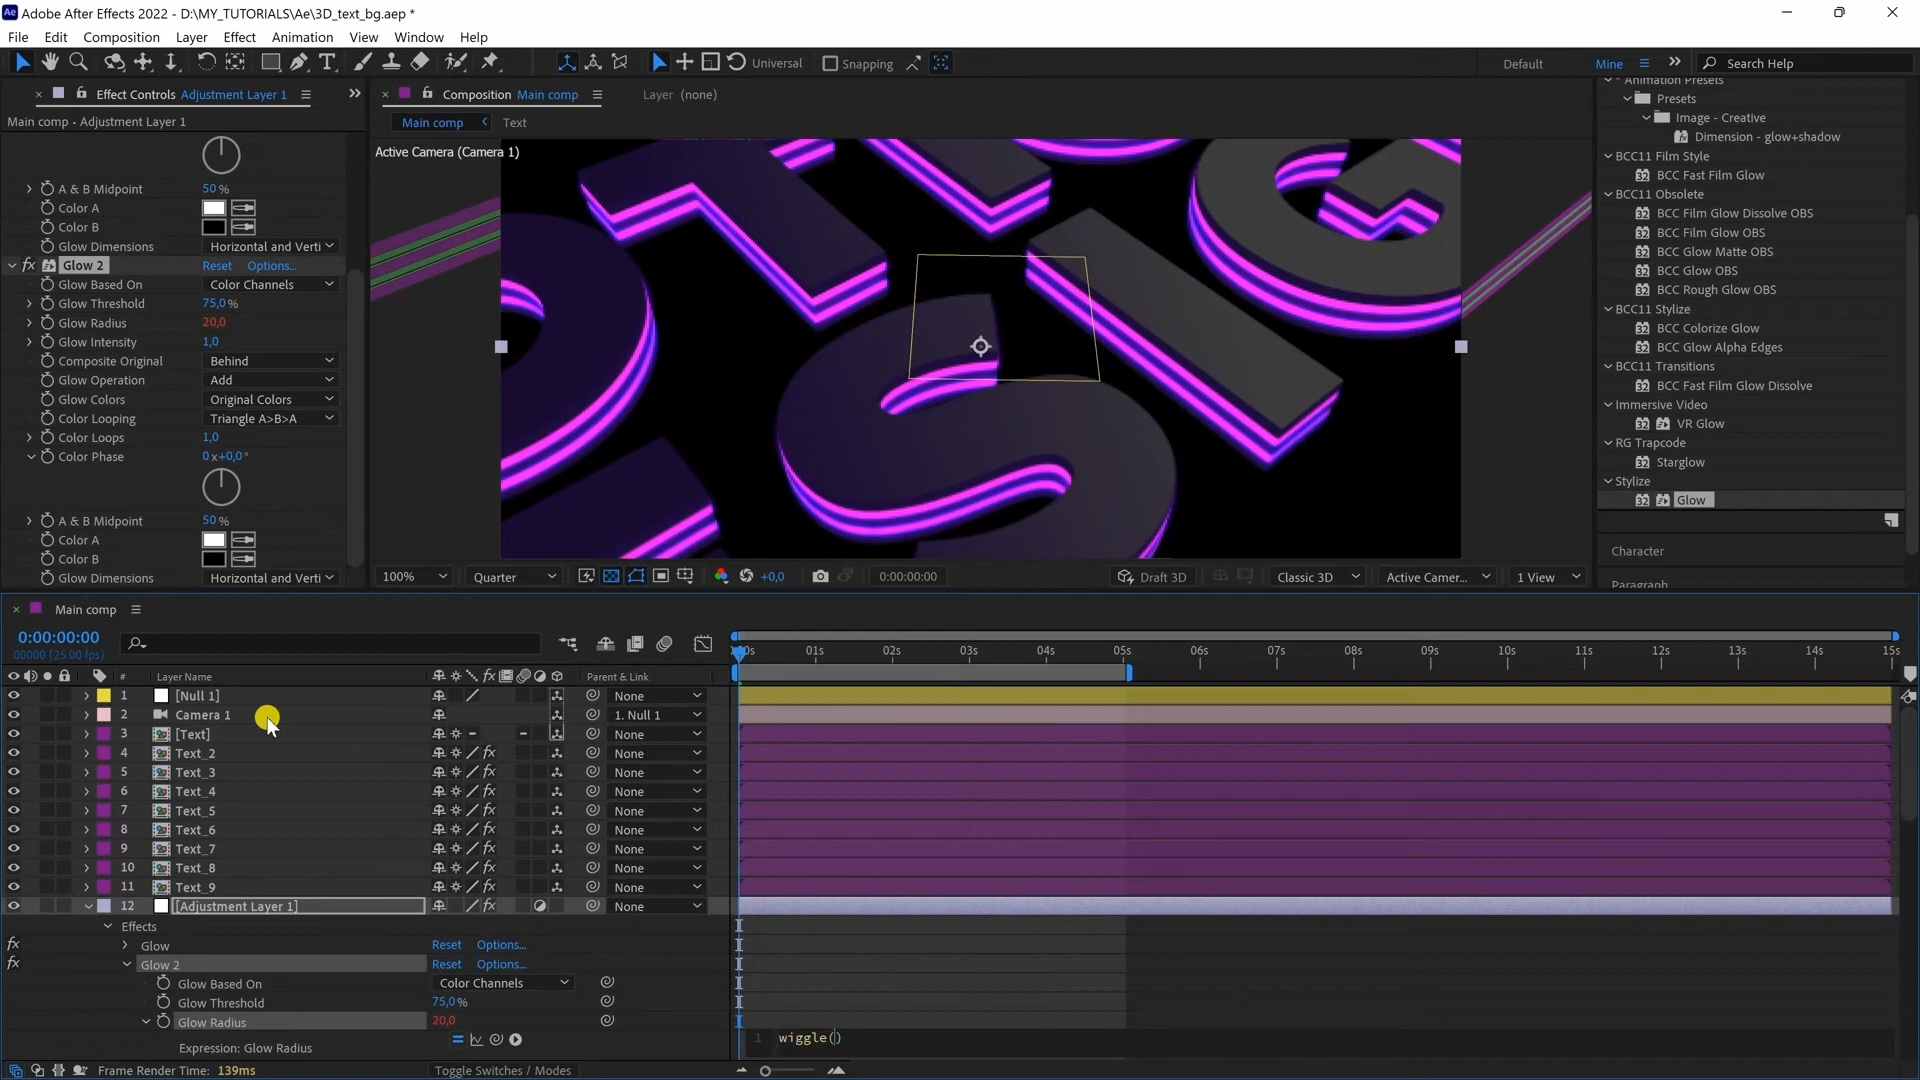 Adobe After Effects 2022 - D:\MY_TUTORIALS\Ae\3D_text_bg.aep *
File Edit Composition Layer Effect Animation View Window Help
Universal Snapping Default Mine Search Help
Effect Controls Adjustment Layer 1
Main comp • Adjustment Layer 1
A & B Midpoint 50 %
Color A
Color B
Glow Dimensions Horizontal and Verti
fx Glow 2 Reset Options...
Glow Based On Color Channels
Glow Threshold 75,0 %
Glow Radius 20,0
Glow Intensity 1,0
Composite Original Behind
Glow Operation Add
Glow Colors Original Colors
Color Looping Triangle A>B>A
Color Loops 1,0
Color Phase 0 x+0,0 °
A & B Midpoint 50 %
Color A
Color B
Glow Dimensions Horizontal and Verti
Composition Main comp Layer (none)
Main comp Text
Active Camera (Camera 1)
100% Quarter +0,0 0:00:00:00 Draft 3D Classic 3D Active Camer... 1 View
* Animation Presets
Presets
Image - Creative
Dimension - glow+shadow
BCC11 Film Style
BCC Fast Film Glow
BCC11 Obsolete
BCC Film Glow Dissolve OBS
BCC Film Glow OBS
BCC Glow Matte OBS
BCC Glow OBS
BCC Rough Glow OBS
BCC11 Stylize
BCC Colorize Glow
BCC Glow Alpha Edges
BCC11 Transitions
BCC Fast Film Glow Dissolve
Immersive Video
VR Glow
RG Trapcode
Starglow
Stylize
Glow
Character
Paragraph
Main comp
0:00:00:00
00000 (25.00 fps)
01s 02s 03s 04s 05s 06s 07s 08s 09s 10s 11s 12s 13s 14s 15s
# Layer Name Parent & Link
1 [Null 1] None
2 Camera 1 1. Null 1
3 [Text] None
4 Text_2 None
5 Text_3 None
6 Text_4 None
7 Text_5 None
8 Text_6 None
9 Text_7 None
10 Text_8 None
11 Text_9 None
12 [Adjustment Layer 1] None
Effects
Glow Reset Options...
Glow 2 Reset Options...
Glow Based On Color Channels
Glow Threshold 75,0 %
Glow Radius 20,0
Expression: Glow Radius
1 wiggle()
Frame Render Time: 139ms Toggle Switches / Modes